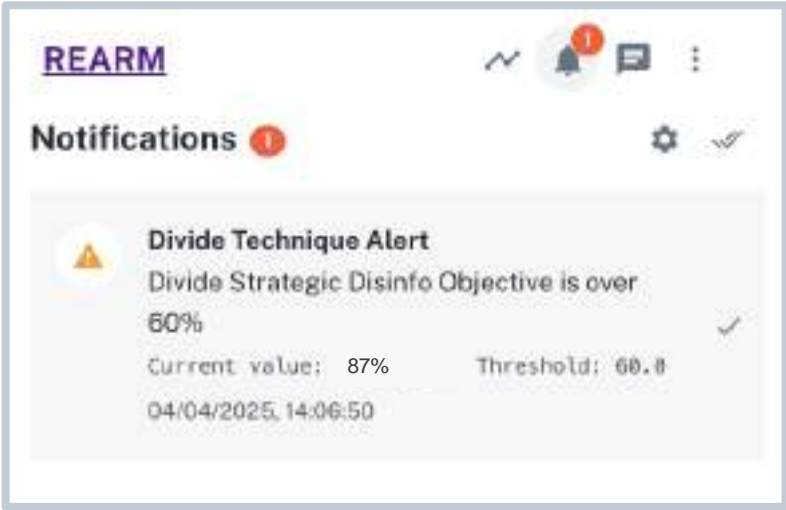 REARM
1
Notifications 1
Divide Technique Alert
Divide Strategic Disinfo Objective is over
60%
Current value: 87% Threshold: 60.0
04/04/2025, 14:06:50